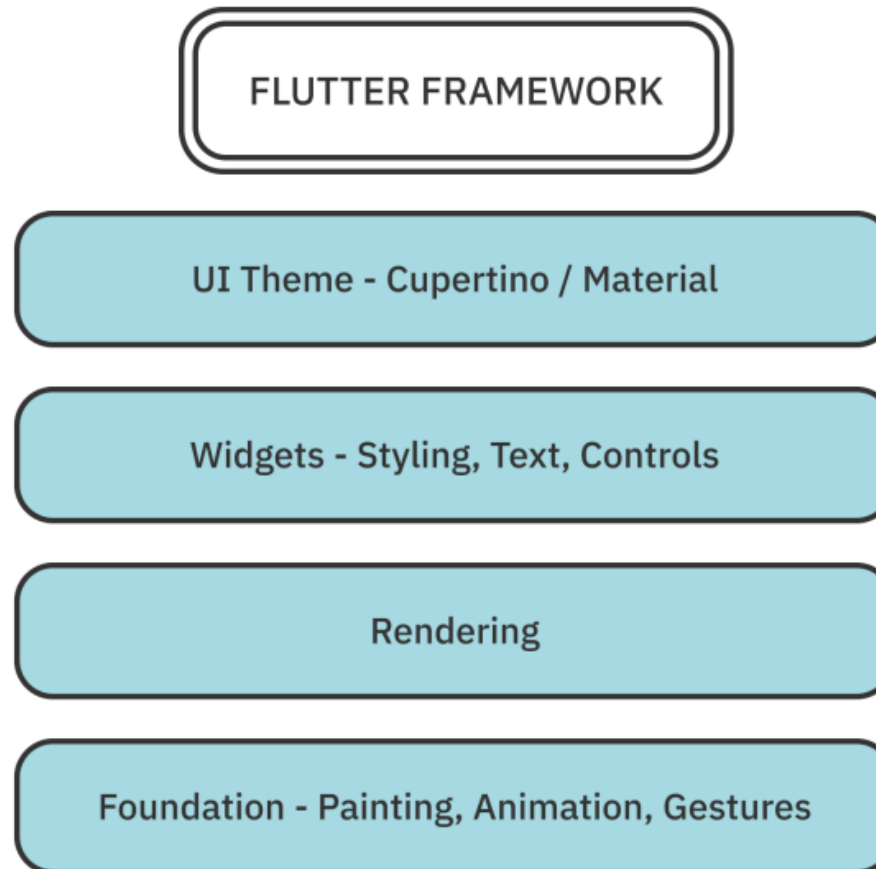 FLUTTER FRAMEWORK
UI Theme - Cupertino / Material
Widgets - Styling, Text, Controls
Rendering
Foundation - Painting, Animation, Gestures